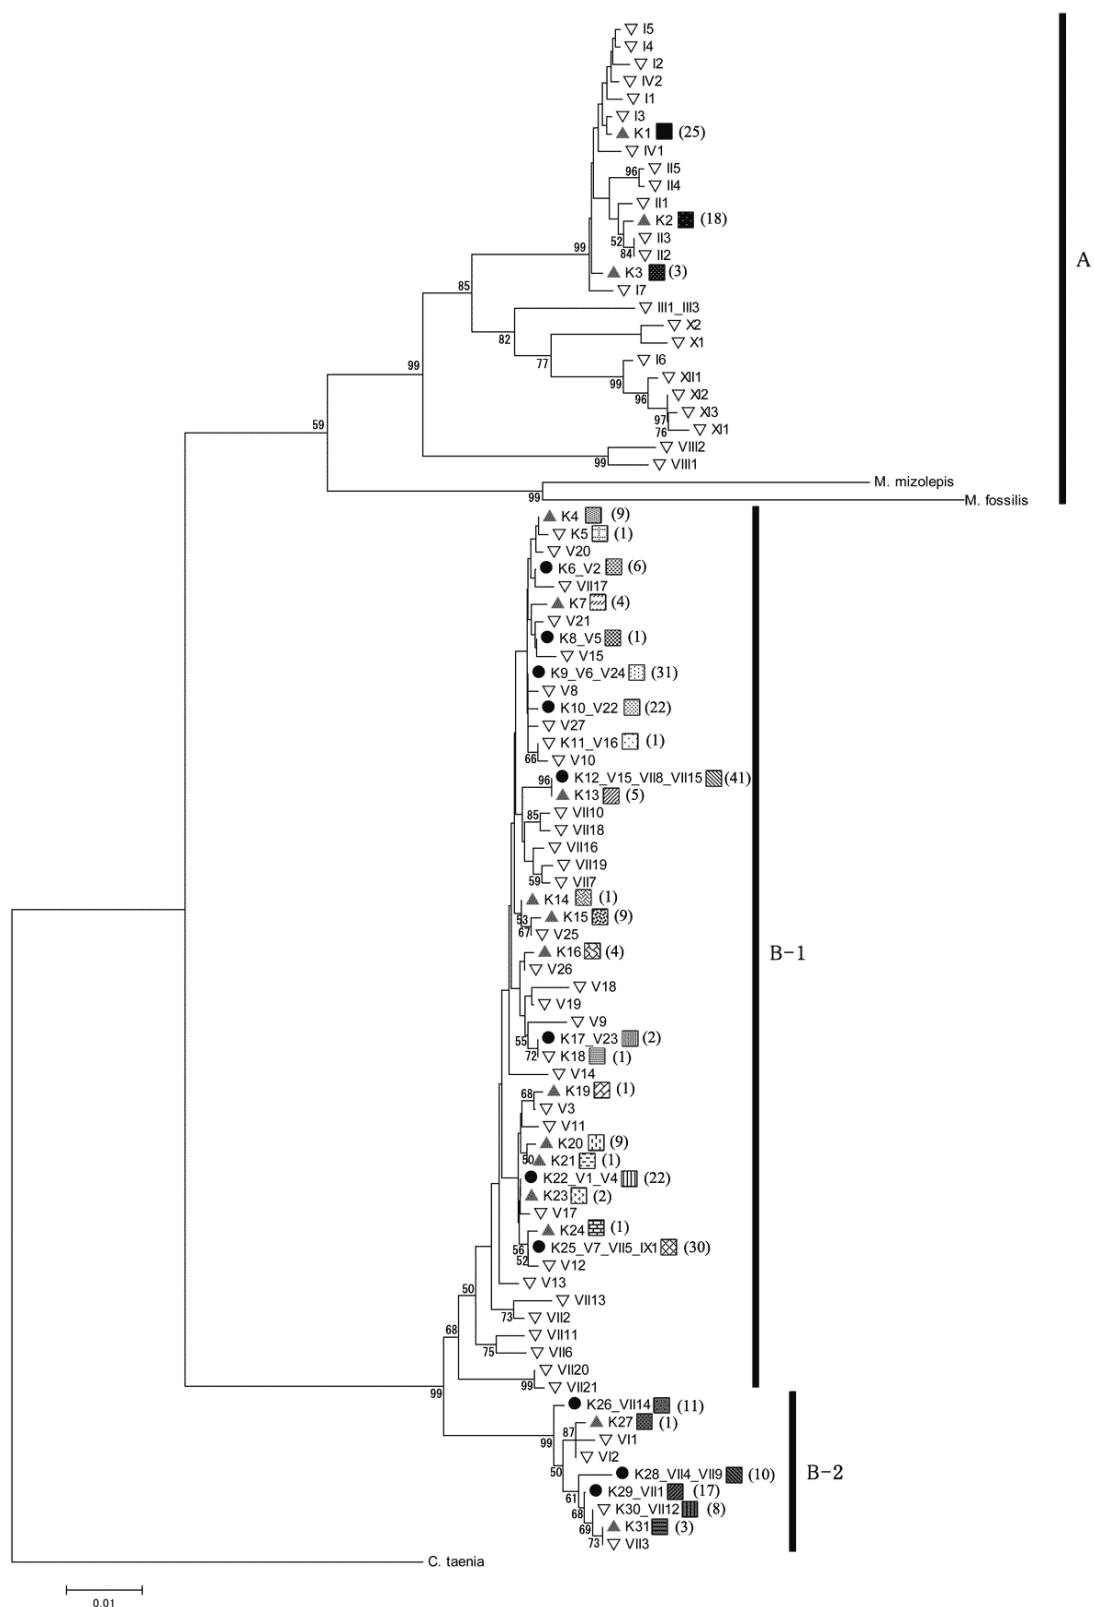 I5
I4
I2
IV2
I1
I3
K1 (25)
IV1
96 II5
II4
II1
K2 (18)
52 II3
84 II2
99
K3 (3)
A
I7
85
III1_III3
X2
82
X1
77
I6
99
XII1
99
XI2
96
XI3
97
59
76 XI1
VIII2
99 VIII1
M. mizolepis
99 M. fossilis
K4 (9)
K5 (1)
V20
K6_V2 (6)
VII17
K7 (4)
V21
K8_V5 (1)
V15
K9_V6_V24 (31)
V8
K10_V22 (22)
V27
K11_V16 (1)
66 V10
96 K12_V15_VII8_VII15 (41)
K13 (5)
85 VII10
VII18
VII16
VII19
59 VII7
K14 (1)
53 K15 (9)
67 V25
K16 (4)
B-1
V26
V18
V19
V9
55 K17_V23 (2)
72 K18 (1)
V14
68 K19 (1)
V3
V11
K20 (9)
50 K21 (1)
K22_V1_V4 (22)
K23 (2)
V17
K24 (1)
56 K25_V7_VII5_IX1 (30)
52 V12
V13
50
VII13
73 VII2
68
VII11
75 VII6
VII20
99 VII21
99
K26_VII14 (11)
K27 (1)
87
VI1
99
VI2
50
K28_VII4_VII9 (10)
B-2
K29_VII1 (17)
61
K30_VII12 (8)
68
K31 (3)
69
73 VII3
C. taenia
0.01